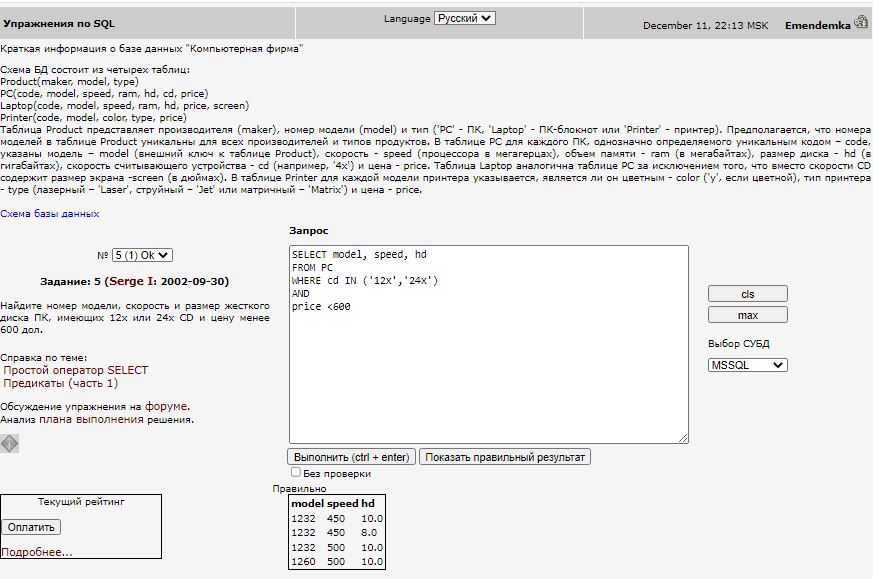 Упражнения по SQL
Language Русский
December 11, 22:13 MSK Emendemka
Краткая информация о базе данных "Компьютерная фирма"
Схема БД состоит из четырех таблиц:
Product(maker, model, type)
PC(code, model, speed, ram, hd, cd, price)
Laptop(code, model, speed, ram, hd, price, screen)
Printer(code, model, color, type, price)
Таблица Product представляет производителя (maker), номер модели (model) и тип ('PC' - ПК, 'Laptop' - ПК-блокнот или 'Printer' - принтер). Предполагается, что номера
моделей в таблице Product уникальны для всех производителей и типов продуктов. В таблице PC для каждого ПК, однозначно определяемого уникальным кодом – code,
указаны модель – model (внешний ключ к таблице Product), скорость - speed (процессора в мегагерцах), объем памяти - ram (в мегабайтах), размер диска - hd (в
гигабайтах), скорость считывающего устройства - cd (например, '4x') и цена - price. Таблица Laptop аналогична таблице PC за исключением того, что вместо скорости CD
содержит размер экрана -screen (в дюймах). В таблице Printer для каждой модели принтера указывается, является ли он цветным - color ('y', если цветной), тип принтера
- type (лазерный – 'Laser', струйный – 'Jet' или матричный – 'Matrix') и цена - price.
Схема базы данных
№ 5 (1) Ok
Задание: 5 (Serge I: 2002-09-30)
Найдите номер модели, скорость и размер жесткого
диска ПК, имеющих 12x или 24x CD и цену менее
600 дол.
Справка по теме:
Простой оператор SELECT
Предикаты (часть 1)
Обсуждение упражнения на форуме.
Анализ плана выполнения решения.
Запрос
SELECT model, speed, hd
FROM PC
WHERE cd IN ('12x','24x')
AND
price <600
cls
max
Выбор СУБД
MSSQL
Выполнить (ctrl + enter) Показать правильный результат
Без проверки
Правильно
model speed hd
1232 450 10.0
1232 450 8.0
1232 500 10.0
1260 500 10.0
Текущий рейтинг
Оплатить
Подробнее...